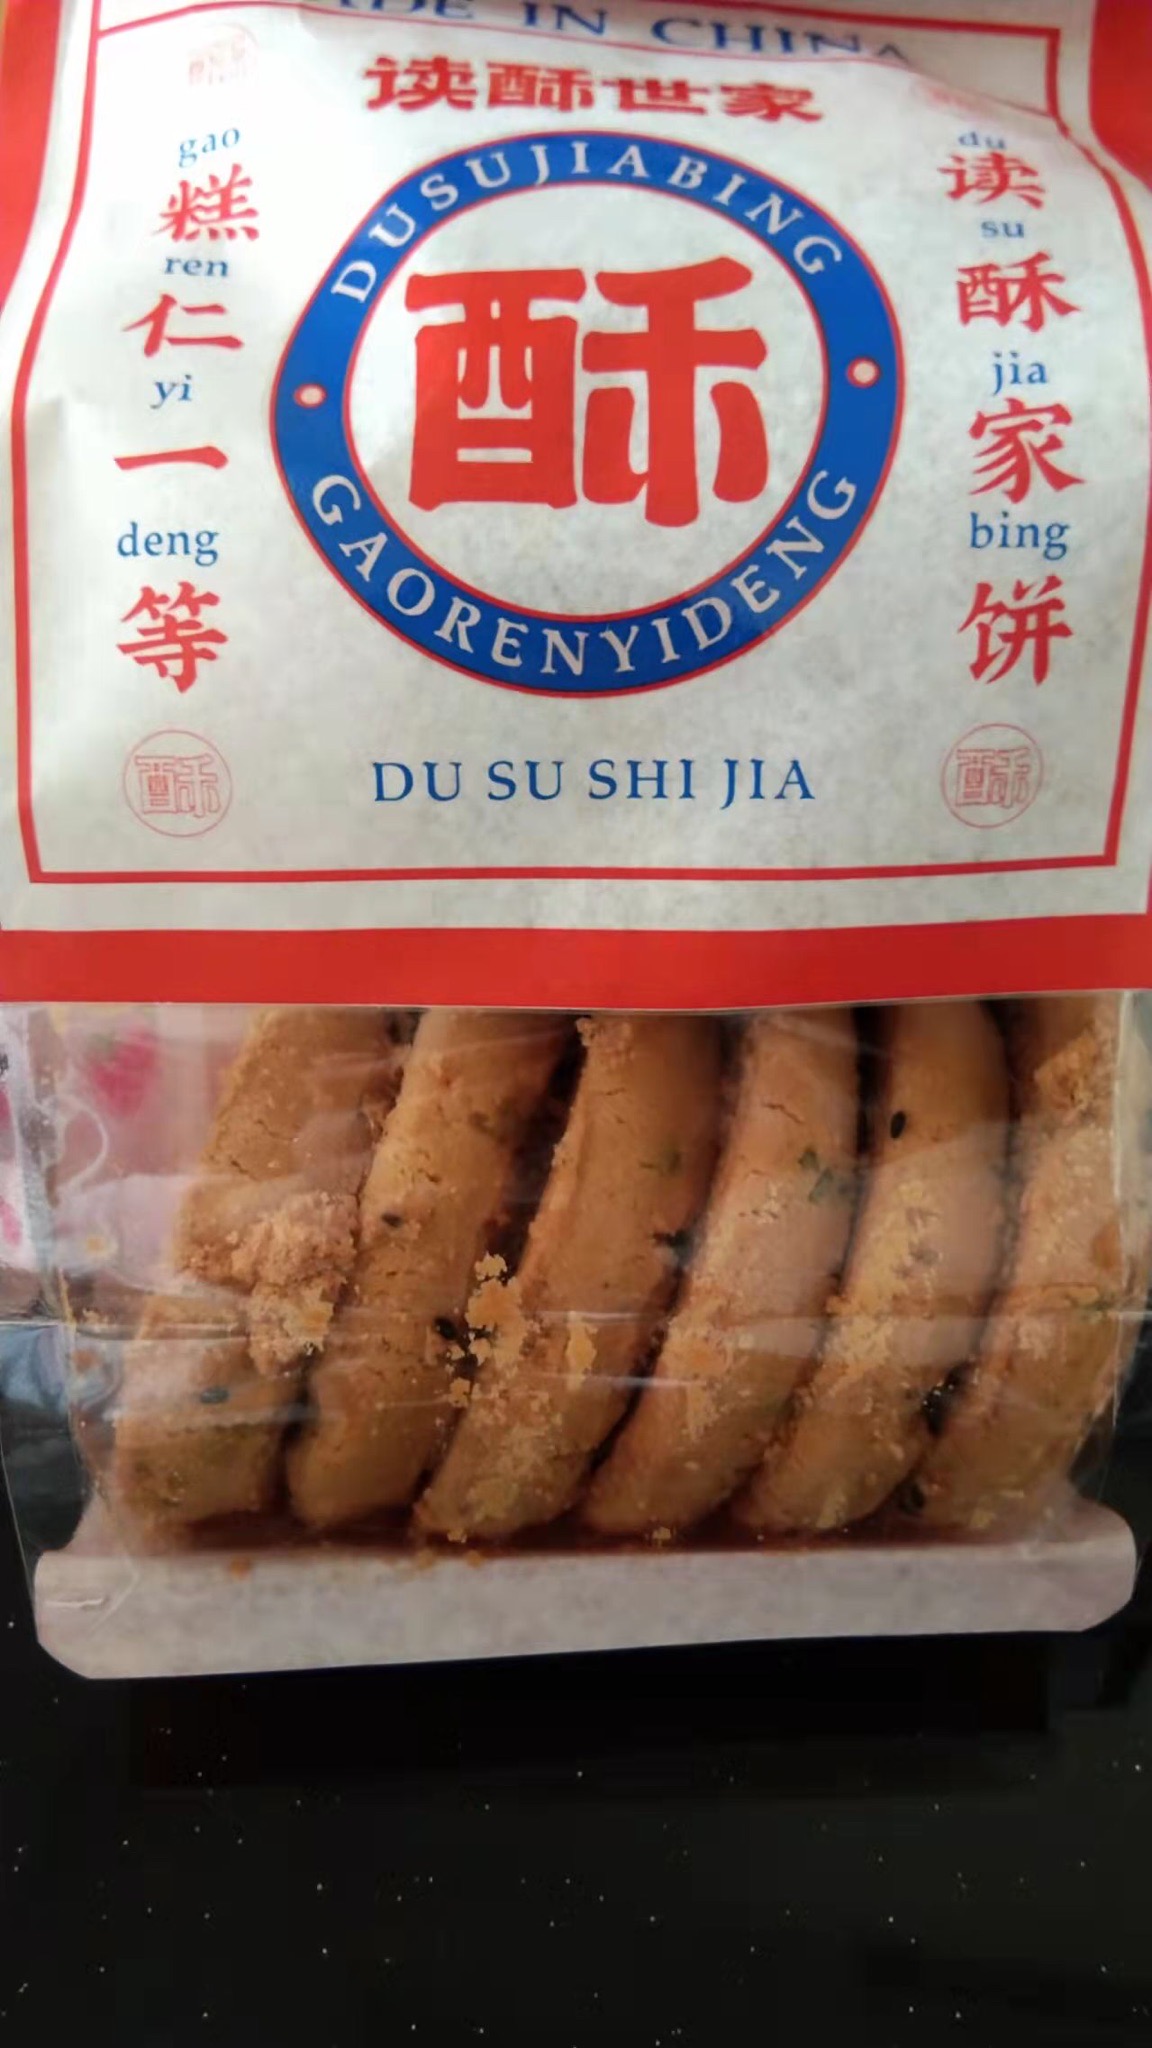 MADE IN CHINA
读酥世家
du
读
su
酥
jia
家
bing
饼
gao
糕
ren
仁
yi
一
deng
等
DUSUJIABING
酥
GAORENYIDENG
DU SU SHI JIA
酥
酥